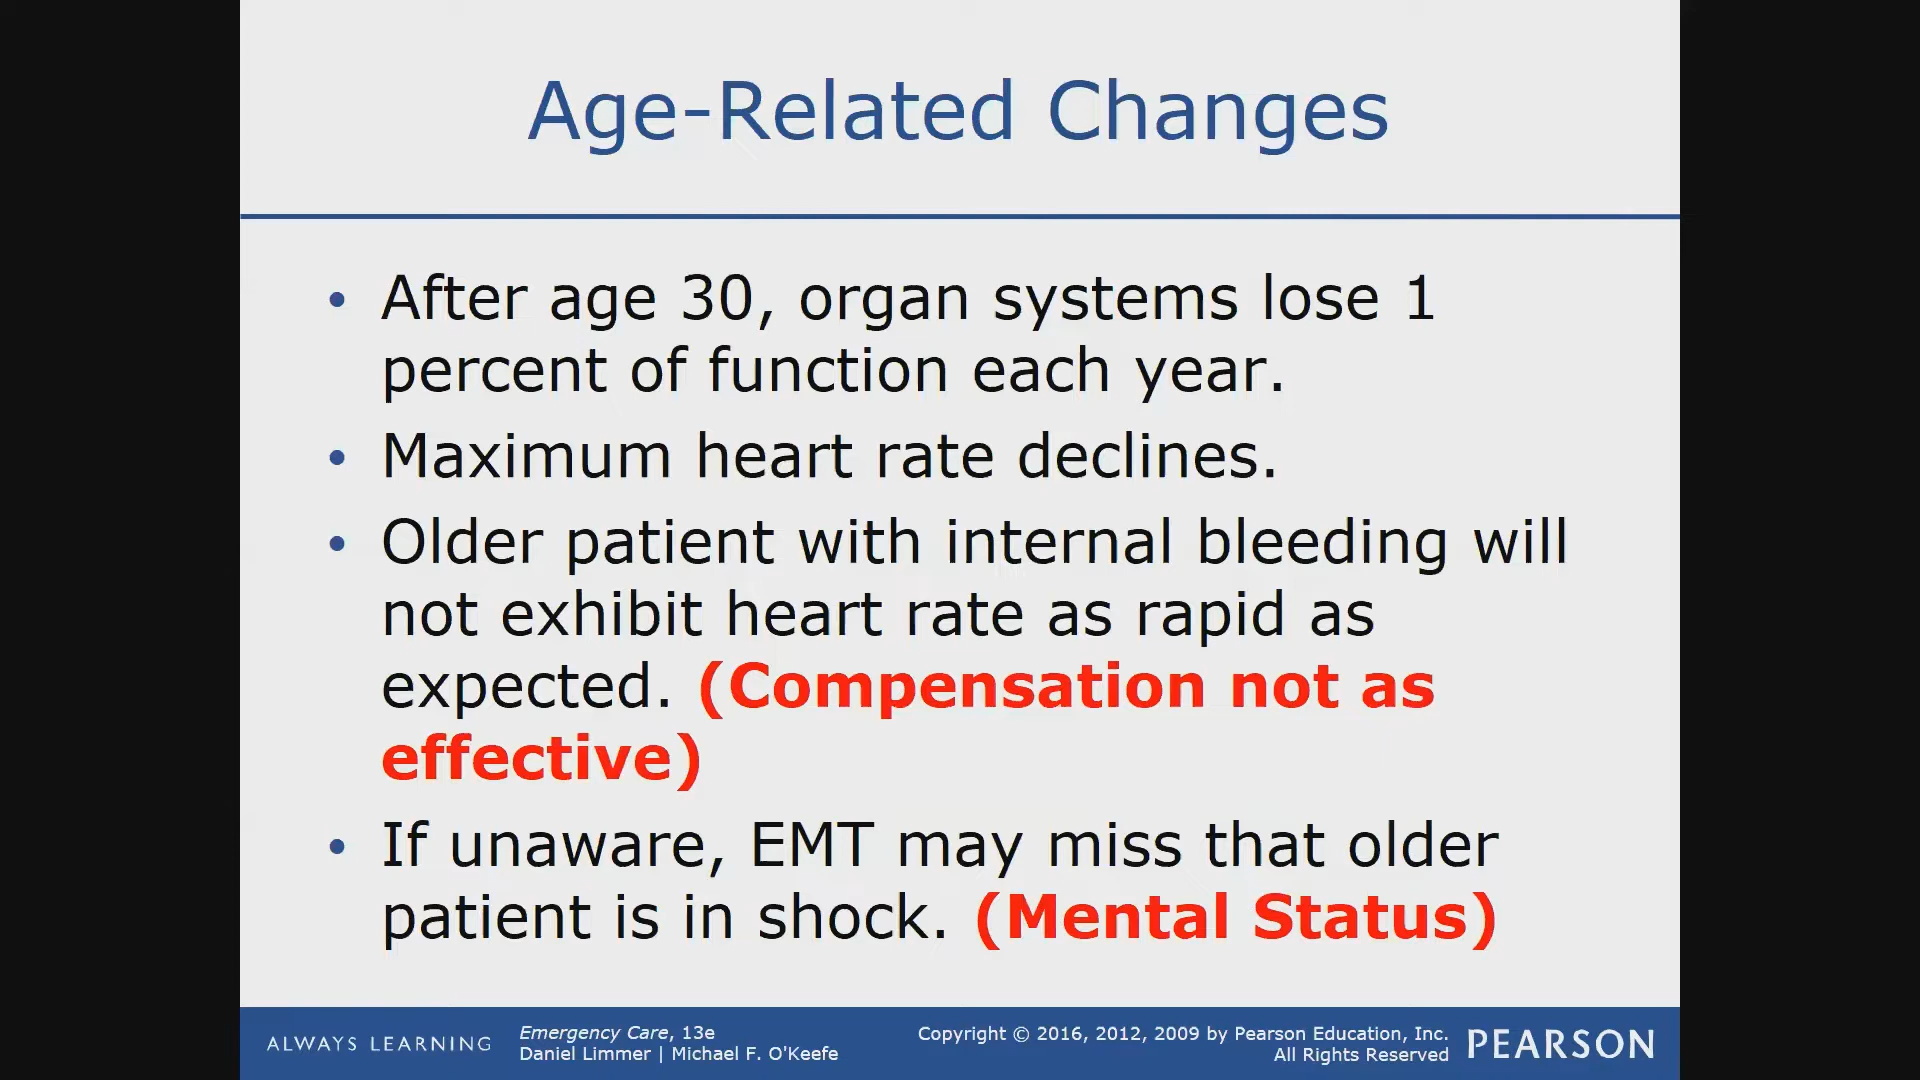 Age-Related Changes
• After age 30, organ systems lose 1
percent of function each year.
• Maximum heart rate declines.
• Older patient with internal bleeding will
not exhibit heart rate as rapid as
expected. (Compensation not as
effective)
• If unaware, EMT may miss that older
patient is in shock. (Mental Status)
ALWAYS LEARNING
Emergency Care, 13e
Daniel Limmer | Michael F. O'Keefe
Copyright © 2016, 2012, 2009 by Pearson Education, Inc.
All Rights Reserved
PEARSON